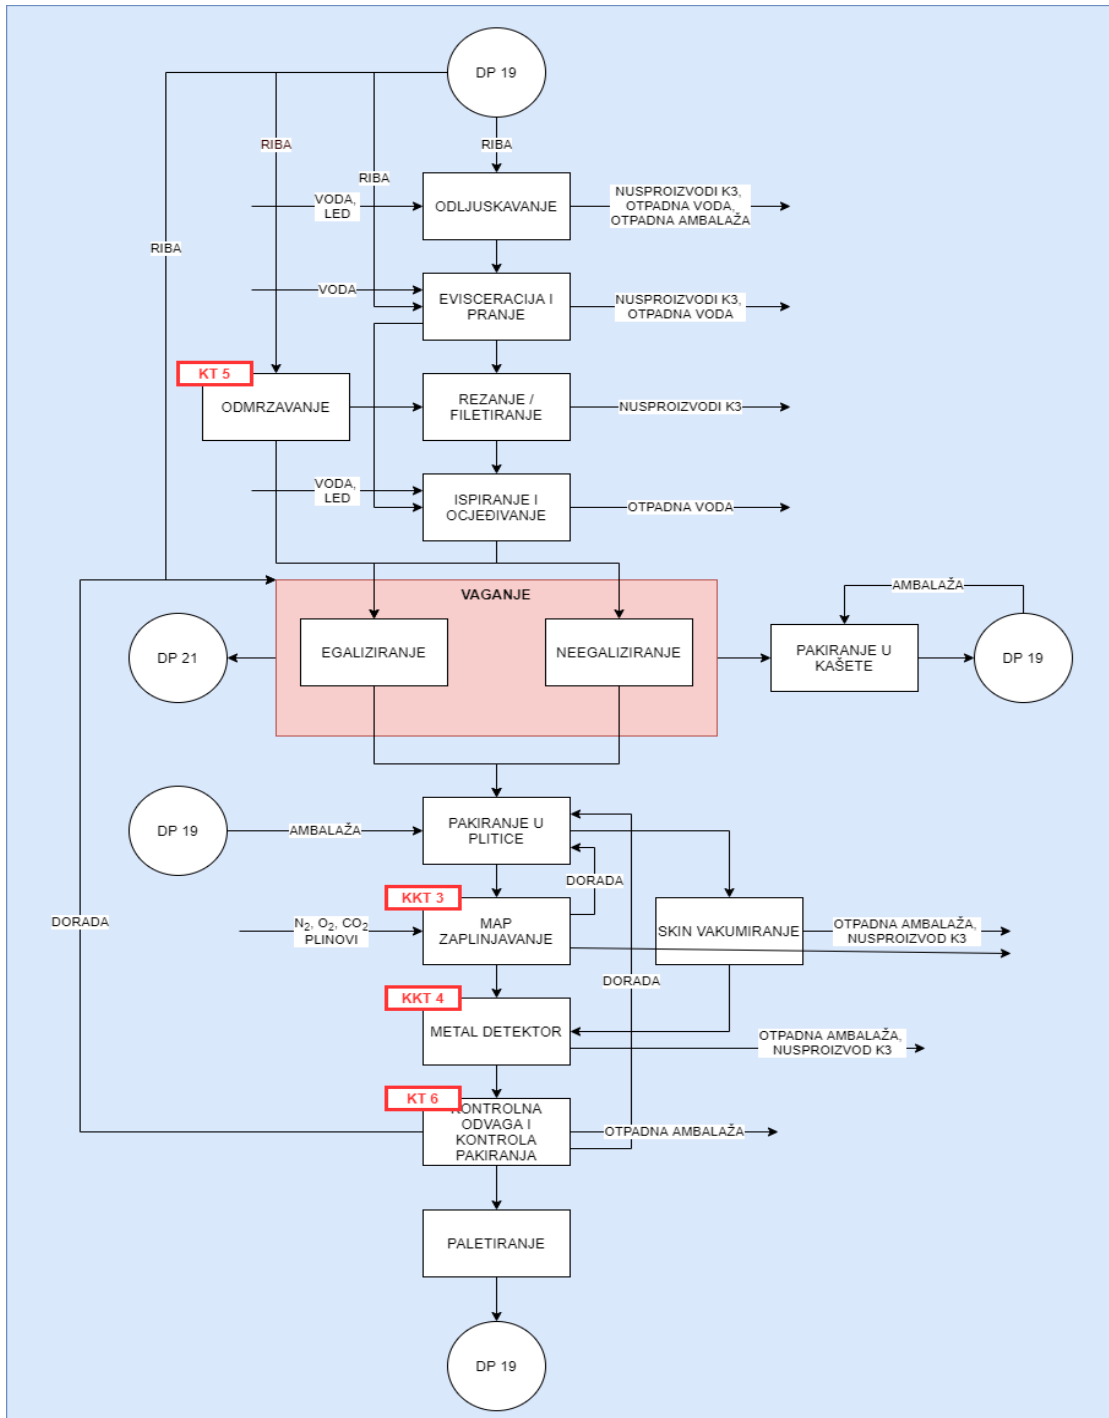 DP 19
RIBA
RIBA
RIBA
RIBA
VODA,
LED
ODLJUSKAVANJE
NUSPROIZVODI K3,
OTPADNA VODA,
OTPADNA AMBALAŽA
VODA
EVISCERACIJA I
PRANJE
NUSPROIZVODI K3,
OTPADNA VODA
KT 5
ODMRZAVANJE
REZANJE /
FILETIRANJE
NUSPROIZVODI K3
VODA,
LED
ISPIRANJE I
OCJEĐIVANJE
OTPADNA VODA
VAGANJE
EGALIZIRANJE
NEEGALIZIRANJE
DP 21
AMBALAŽA
PAKIRANJE U
KAŠETE
DP 19
DP 19
AMBALAŽA
PAKIRANJE U
PLITICE
DORADA
DORADA
KKT 3
N₂, O₂, CO₂
PLINOVI
MAP
ZAPLINJAVANJE
SKIN VAKUMIRANJE
OTPADNA AMBALAŽA,
NUSPROIZVOD K3
DORADA
KKT 4
METAL DETEKTOR
OTPADNA AMBALAŽA,
NUSPROIZVOD K3
KT 6
KONTROLNA
ODVAGA I
KONTROLA
PAKIRANJA
OTPADNA AMBALAŽA
PALETIRANJE
DP 19